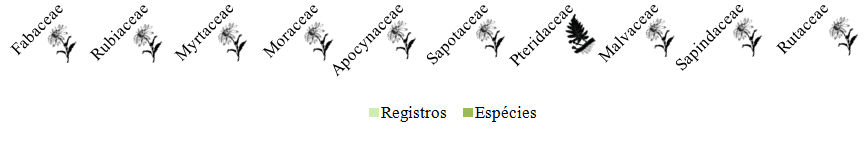 Fabaceae
Rubiaceae
Myrtaceae
Moraceae
Apocynaceae
Sapotaceae
Pteridaceae
Malvaceae
Sapindaceae
Rutaceae
Registros Espécies